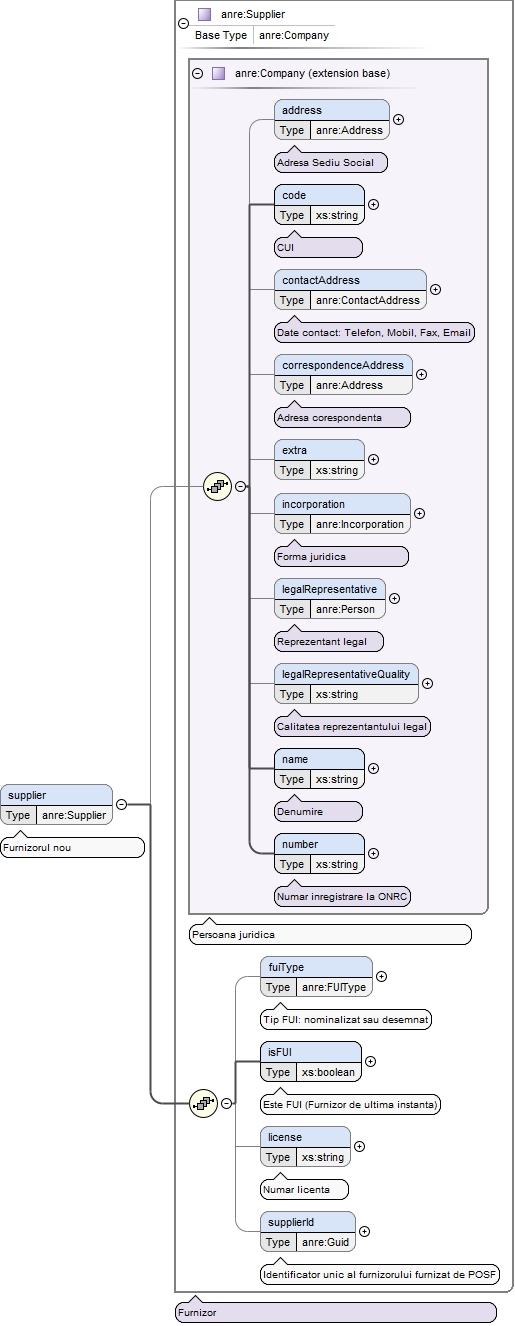 anre:Supplier
Base Type anre:Company
anre:Company (extension base)
address
Type anre:Address
Adresa Sediu Social
code
Type xs:string
CUI
contactAddress
Type anre:ContactAddress
Date contact: Telefon, Mobil, Fax, Email
correspondenceAddress
Type anre:Address
Adresa corespondenta
extra
Type xs:string
incorporation
Type anre:Incorporation
Forma juridica
legalRepresentative
Type anre:Person
Reprezentant legal
legalRepresentativeQuality
Type xs:string
Calitatea reprezentantului legal
name
Type xs:string
Denumire
number
Type xs:string
Numar inregistrare la ONRC
supplier
Type anre:Supplier
Furnizorul nou
Persoana juridica
fuiType
Type anre:FUIType
Tip FUI: nominalizat sau desemnat
isFUI
Type xs:boolean
Este FUI (Furnizor de ultima instanta)
license
Type xs:string
Numar licenta
supplierId
Type anre:Guid
Identificator unic al furnizorului furnizat de POSF
Furnizor